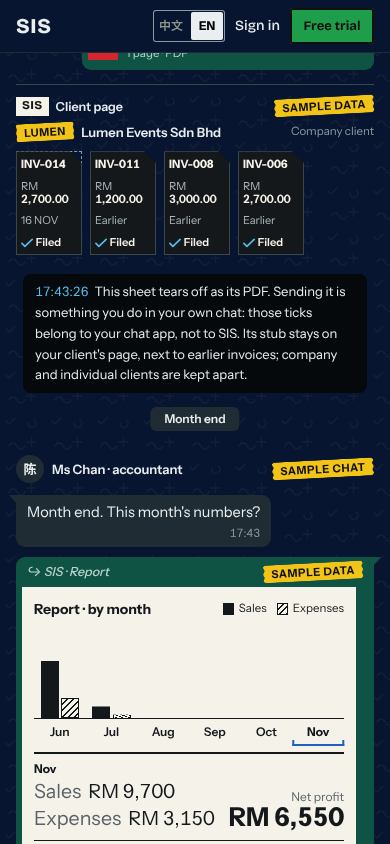 SIS
中文
EN
Sign in
Free trial
1 page PDF
SIS
Client page
SAMPLE DATA
LUMEN
Lumen Events Sdn Bhd
Company client
INV-014
RM
2,700.00
16 NOV
Filed
INV-011
RM
1,200.00
Earlier
Filed
INV-008
RM
3,000.00
Earlier
Filed
INV-006
RM
2,700.00
Earlier
Filed
17:43:26 This sheet tears off as its PDF. Sending it is
something you do in your own chat: those ticks
belong to your chat app, not to SIS. Its stub stays on
your client's page, next to earlier invoices; company
and individual clients are kept apart.
Month end
陈
Ms Chan · accountant
SAMPLE CHAT
Month end. This month's numbers?
17:43
SIS · Report
SAMPLE DATA
Report · by month
Sales
Expenses
Jun
Jul
Aug
Sep
Oct
Nov
Nov
Sales RM 9,700
Expenses RM 3,150
Net profit
RM 6,550